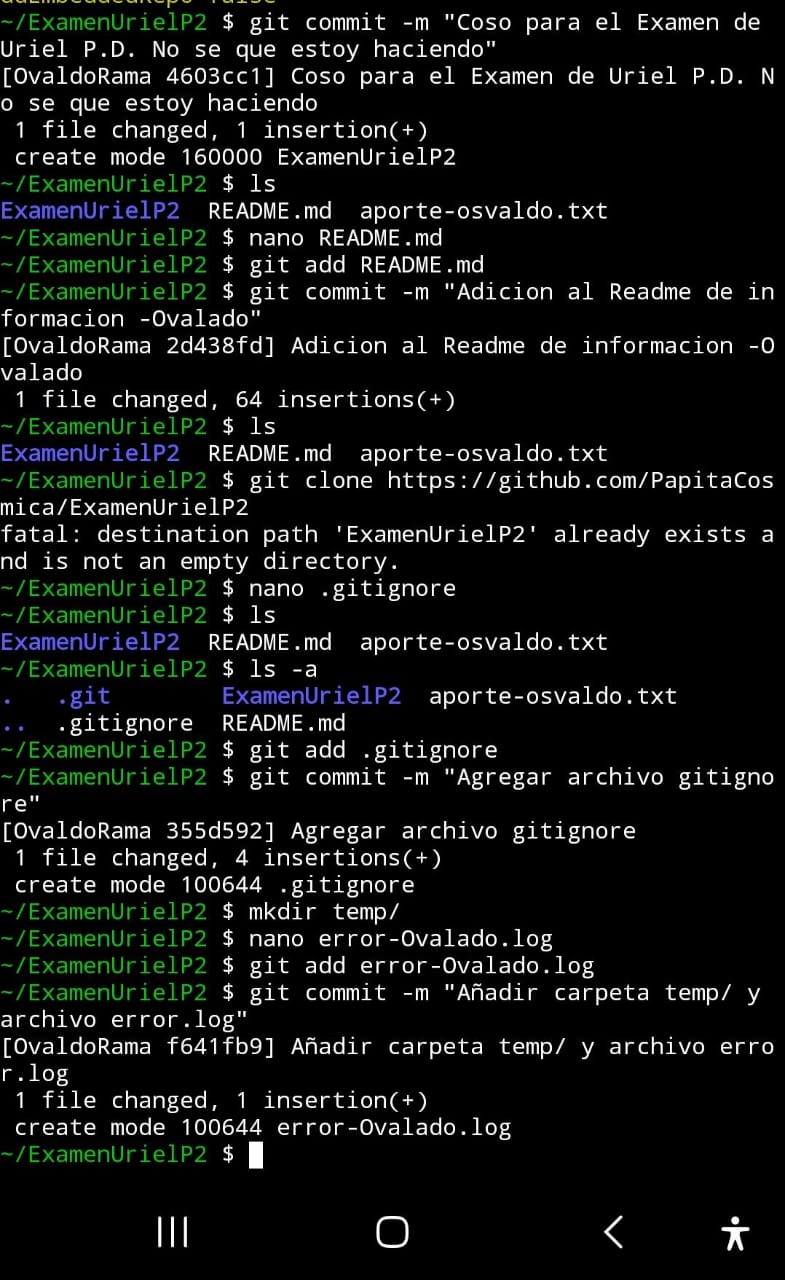 ~/ExamenUrielP2 $ git commit -m "Coso para el Examen de
Uriel P.D. No se que estoy haciendo"
[OvaldoRama 4603cc1] Coso para el Examen de Uriel P.D. N
o se que estoy haciendo
 1 file changed, 1 insertion(+)
 create mode 160000 ExamenUrielP2
~/ExamenUrielP2 $ ls
ExamenUrielP2  README.md  aporte-osvaldo.txt
~/ExamenUrielP2 $ nano README.md
~/ExamenUrielP2 $ git add README.md
~/ExamenUrielP2 $ git commit -m "Adicion al Readme de in
formacion -Ovalado"
[OvaldoRama 2d438fd] Adicion al Readme de informacion -O
valado
 1 file changed, 64 insertions(+)
~/ExamenUrielP2 $ ls
ExamenUrielP2  README.md  aporte-osvaldo.txt
~/ExamenUrielP2 $ git clone https://github.com/PapitaCos
mica/ExamenUrielP2
fatal: destination path 'ExamenUrielP2' already exists a
nd is not an empty directory.
~/ExamenUrielP2 $ nano .gitignore
~/ExamenUrielP2 $ ls
ExamenUrielP2  README.md  aporte-osvaldo.txt
~/ExamenUrielP2 $ ls -a
.   .git        ExamenUrielP2  aporte-osvaldo.txt
..  .gitignore  README.md
~/ExamenUrielP2 $ git add .gitignore
~/ExamenUrielP2 $ git commit -m "Agregar archivo gitigno
re"
[OvaldoRama 355d592] Agregar archivo gitignore
 1 file changed, 4 insertions(+)
 create mode 100644 .gitignore
~/ExamenUrielP2 $ mkdir temp/
~/ExamenUrielP2 $ nano error-Ovalado.log
~/ExamenUrielP2 $ git add error-Ovalado.log
~/ExamenUrielP2 $ git commit -m "Añadir carpeta temp/ y
archivo error.log"
[OvaldoRama f641fb9] Añadir carpeta temp/ y archivo erro
r.log
 1 file changed, 1 insertion(+)
 create mode 100644 error-Ovalado.log
~/ExamenUrielP2 $